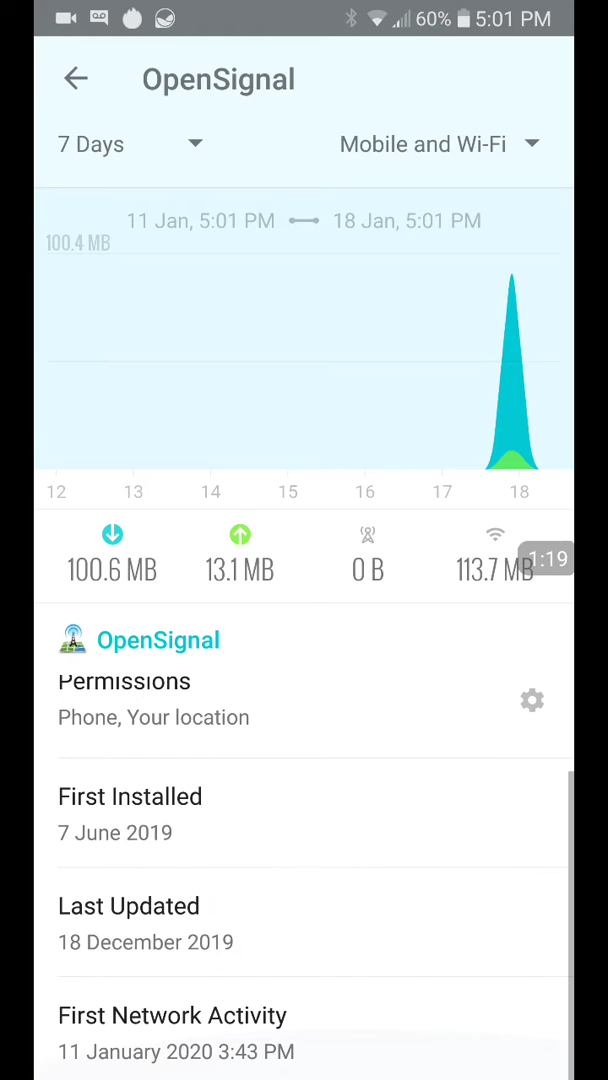 60% 5:01 PM
OpenSignal
7 Days Mobile and Wi-Fi
11 Jan, 5:01 PM 18 Jan, 5:01 PM
100.4 MB
12 13 14 15 16 17 18
100.6 MB 13.1 MB 0 B 113.7 MB
1:19
OpenSignal
Permissions
Phone, Your location
First Installed
7 June 2019
Last Updated
18 December 2019
First Network Activity
11 January 2020 3:43 PM